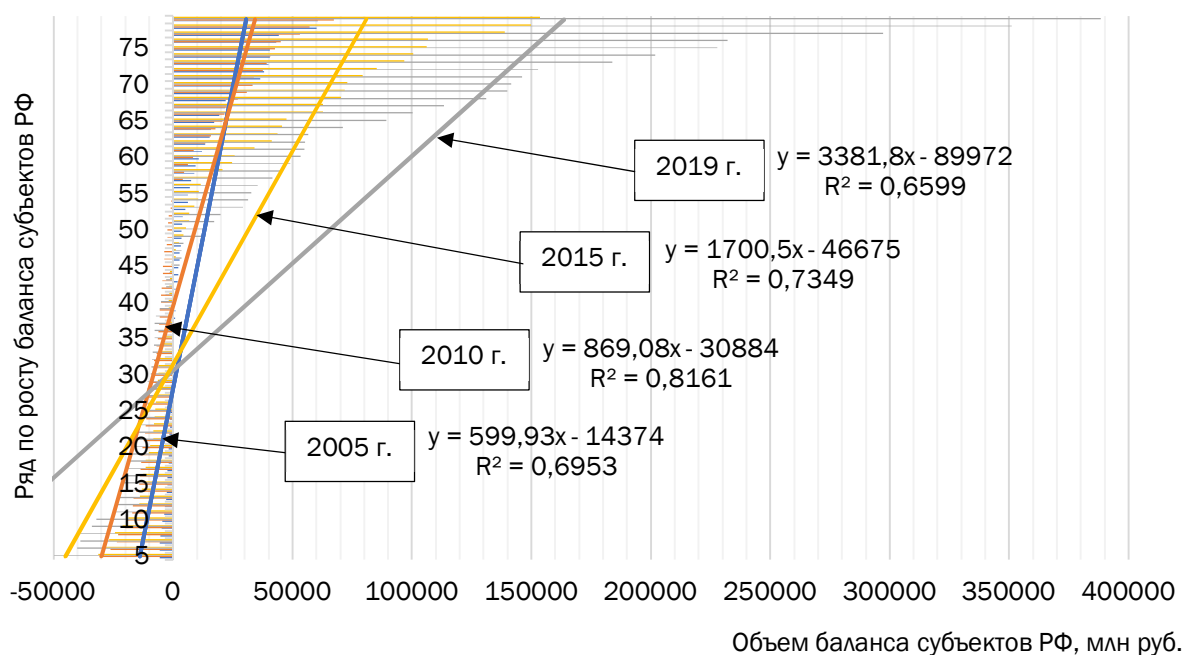 Ряд по росту баланса субъектов РФ
75
70
65
60
55
50
45
40
35
30
25
20
15
10
5
2019 г.
y = 3381,8x - 89972
R² = 0,6599
2015 г.
y = 1700,5x - 46675
R² = 0,7349
2010 г.
y = 869,08x - 30884
R² = 0,8161
2005 г.
y = 599,93x - 14374
R² = 0,6953
-50000 0 50000 100000 150000 200000 250000 300000 350000 400000
Объем баланса субъектов РФ, млн руб.